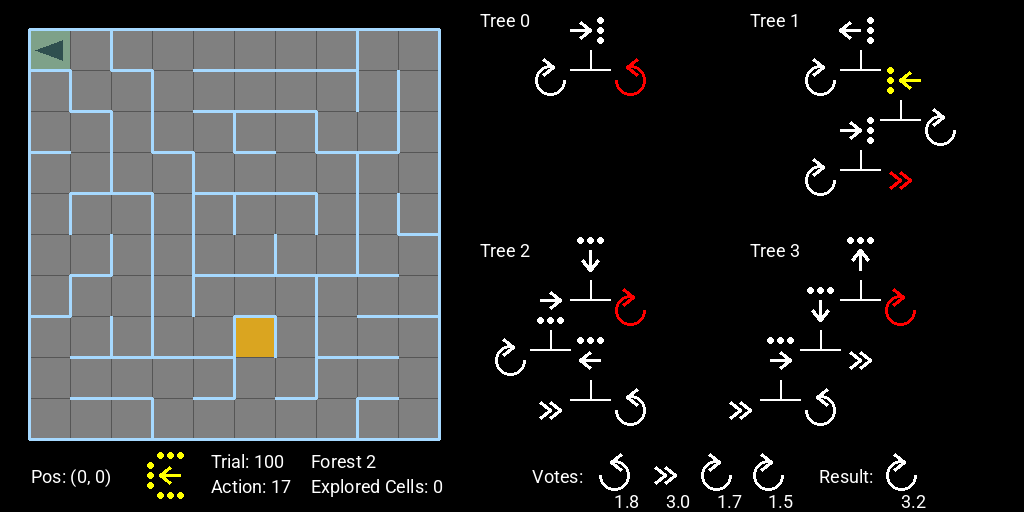 Tree 0
Tree 1
Tree 2
Tree 3
Pos: (0, 0)
Trial: 100
Forest 2
Action: 17
Explored Cells: 0
Votes:
1.8
3.0
1.7
1.5
Result:
3.2